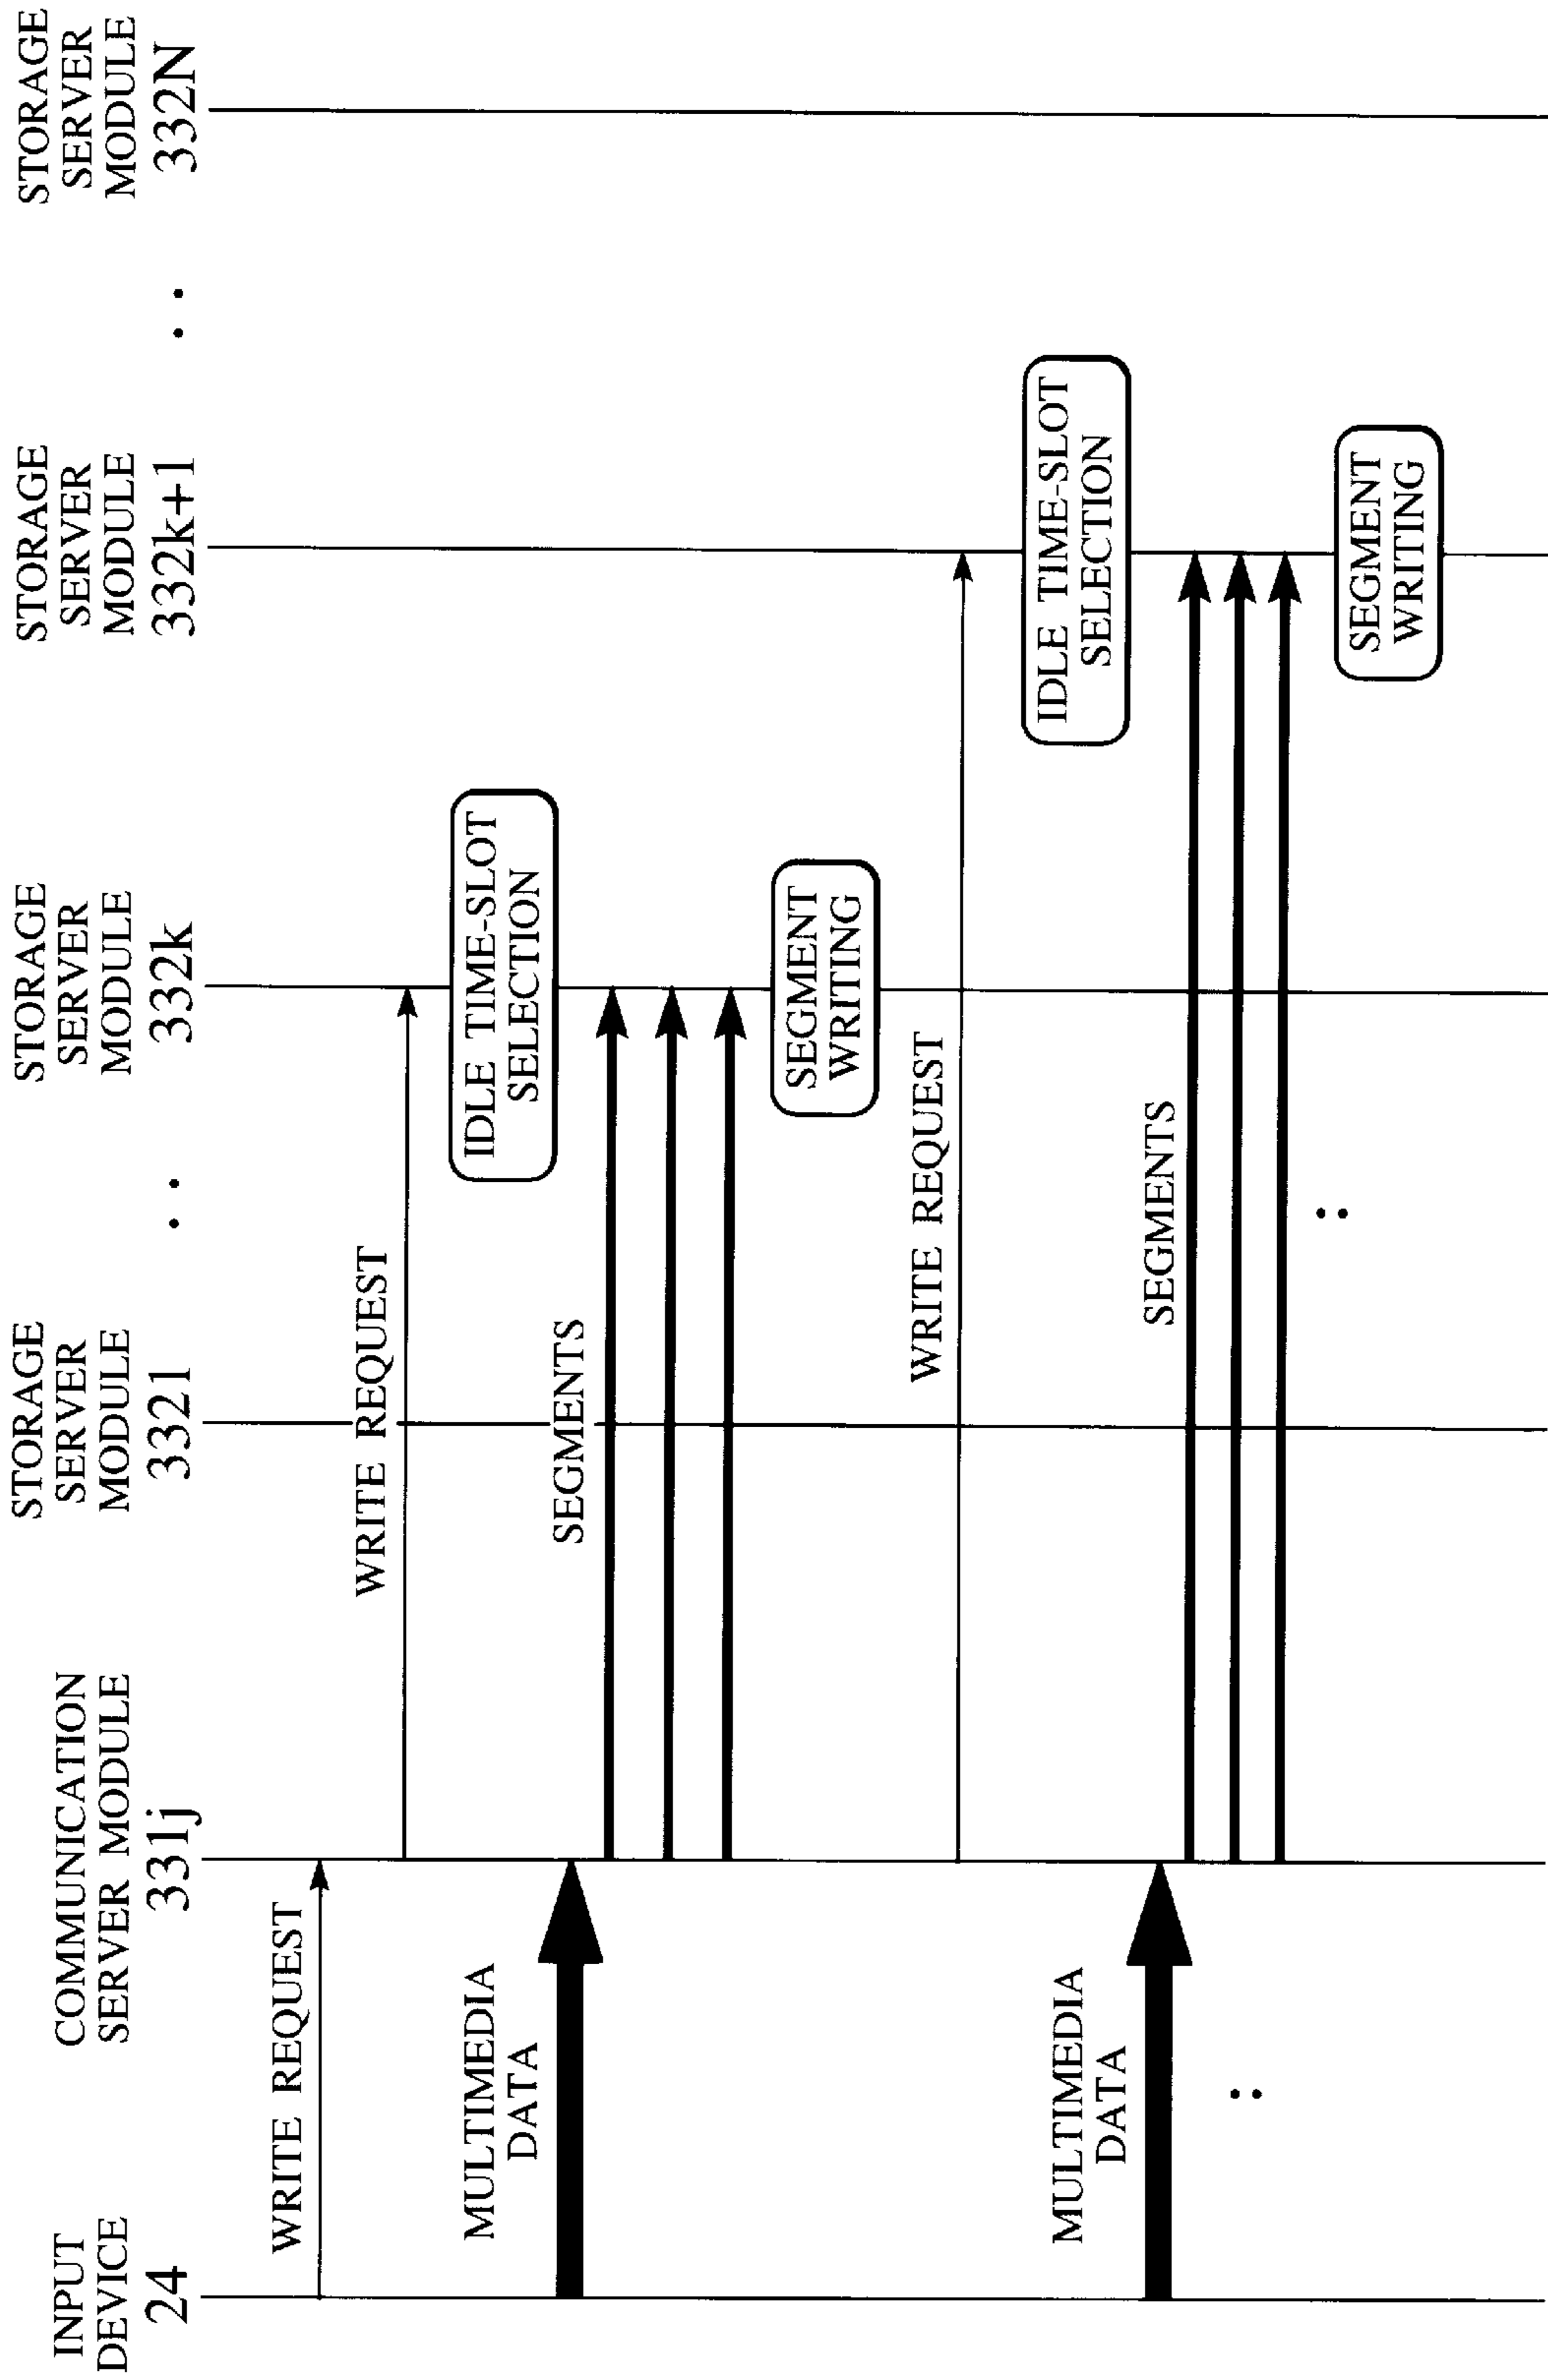 INPUT
DEVICE
24
COMMUNICATION
SERVER MODULE
331j
STORAGE
SERVER
MODULE
3321
. .
STORAGE
SERVER
MODULE
332k
STORAGE
SERVER
MODULE
332k+1
. .
STORAGE
SERVER
MODULE
332N
WRITE REQUEST
WRITE REQUEST
IDLE TIME-SLOT
SELECTION
MULTIMEDIA
DATA
SEGMENTS
SEGMENT
WRITING
WRITE REQUEST
IDLE TIME-SLOT
SELECTION
MULTIMEDIA
DATA
SEGMENTS
SEGMENT
WRITING